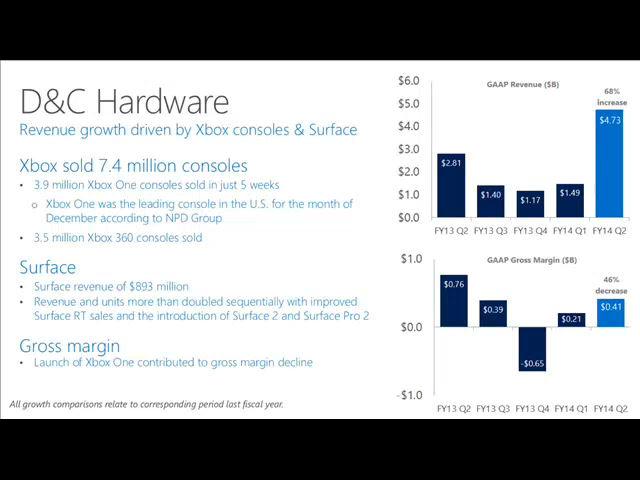 D&C Hardware
Revenue growth driven by Xbox consoles & Surface
Xbox sold 7.4 million consoles
• 3.9 million Xbox One consoles sold in just 5 weeks
o Xbox One was the leading console in the U.S. for the month of
December according to NPD Group
• 3.5 million Xbox 360 consoles sold
Surface
• Surface revenue of $893 million
• Revenue and units more than doubled sequentially with improved
Surface RT sales and the introduction of Surface 2 and Surface Pro 2
Gross margin
• Launch of Xbox One contributed to gross margin decline
All growth comparisons relate to corresponding period last fiscal year.
GAAP Revenue ($B)
68%
increase
$6.0
$5.0
$4.0
$3.0
$2.0
$1.0
$0.0
$2.81
$1.40
$1.17
$1.49
$4.73
FY13 Q2 FY13 Q3 FY13 Q4 FY14 Q1 FY14 Q2
GAAP Gross Margin ($B)
46%
decrease
$1.0
$0.0
-$1.0
$0.76
$0.39
-$0.65
$0.21
$0.41
FY13 Q2 FY13 Q3 FY13 Q4 FY14 Q1 FY14 Q2